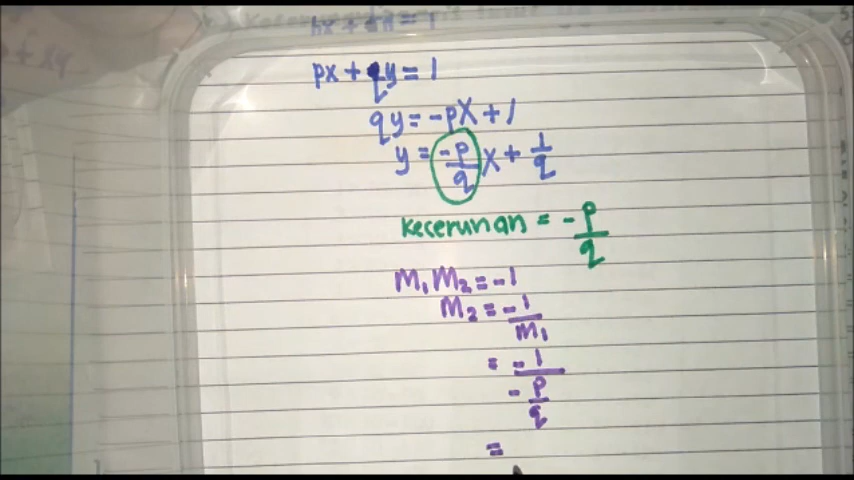 px + qy = 1
qy = -px + 1
y = -p/q x + 1/q
kecerunan = - p/q
M₁M₂ = -1
M₂ = -1/M₁
= -1/(-p/q)
=